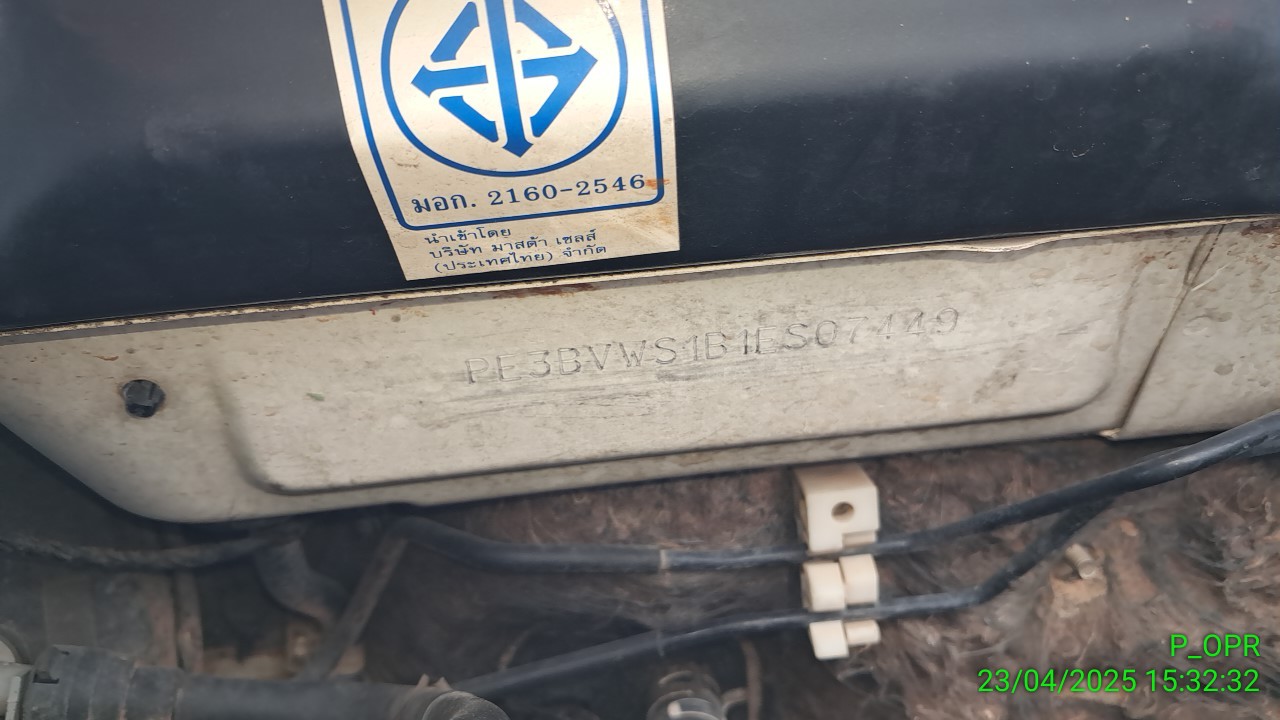 มอก. 2160-2546
นำเข้าโดย
บริษัท มาสด้า เซลส์
(ประเทศไทย) จำกัด
PE3BVWS1B1ES07449
P_OPR
23/04/2025 15:32:32